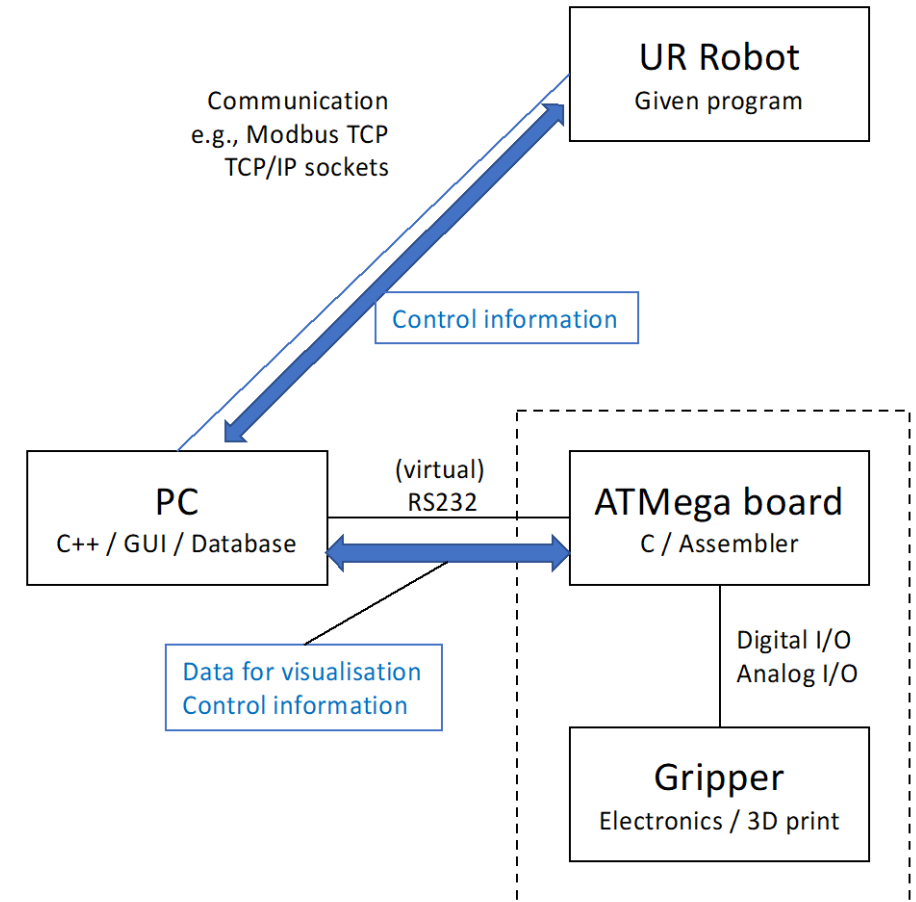 UR Robot
Given program
Communication
e.g., Modbus TCP
TCP/IP sockets
Control information
PC
C++ / GUI / Database
(virtual)
RS232
ATMega board
C / Assembler
Data for visualisation
Control information
Digital I/O
Analog I/O
Gripper
Electronics / 3D print